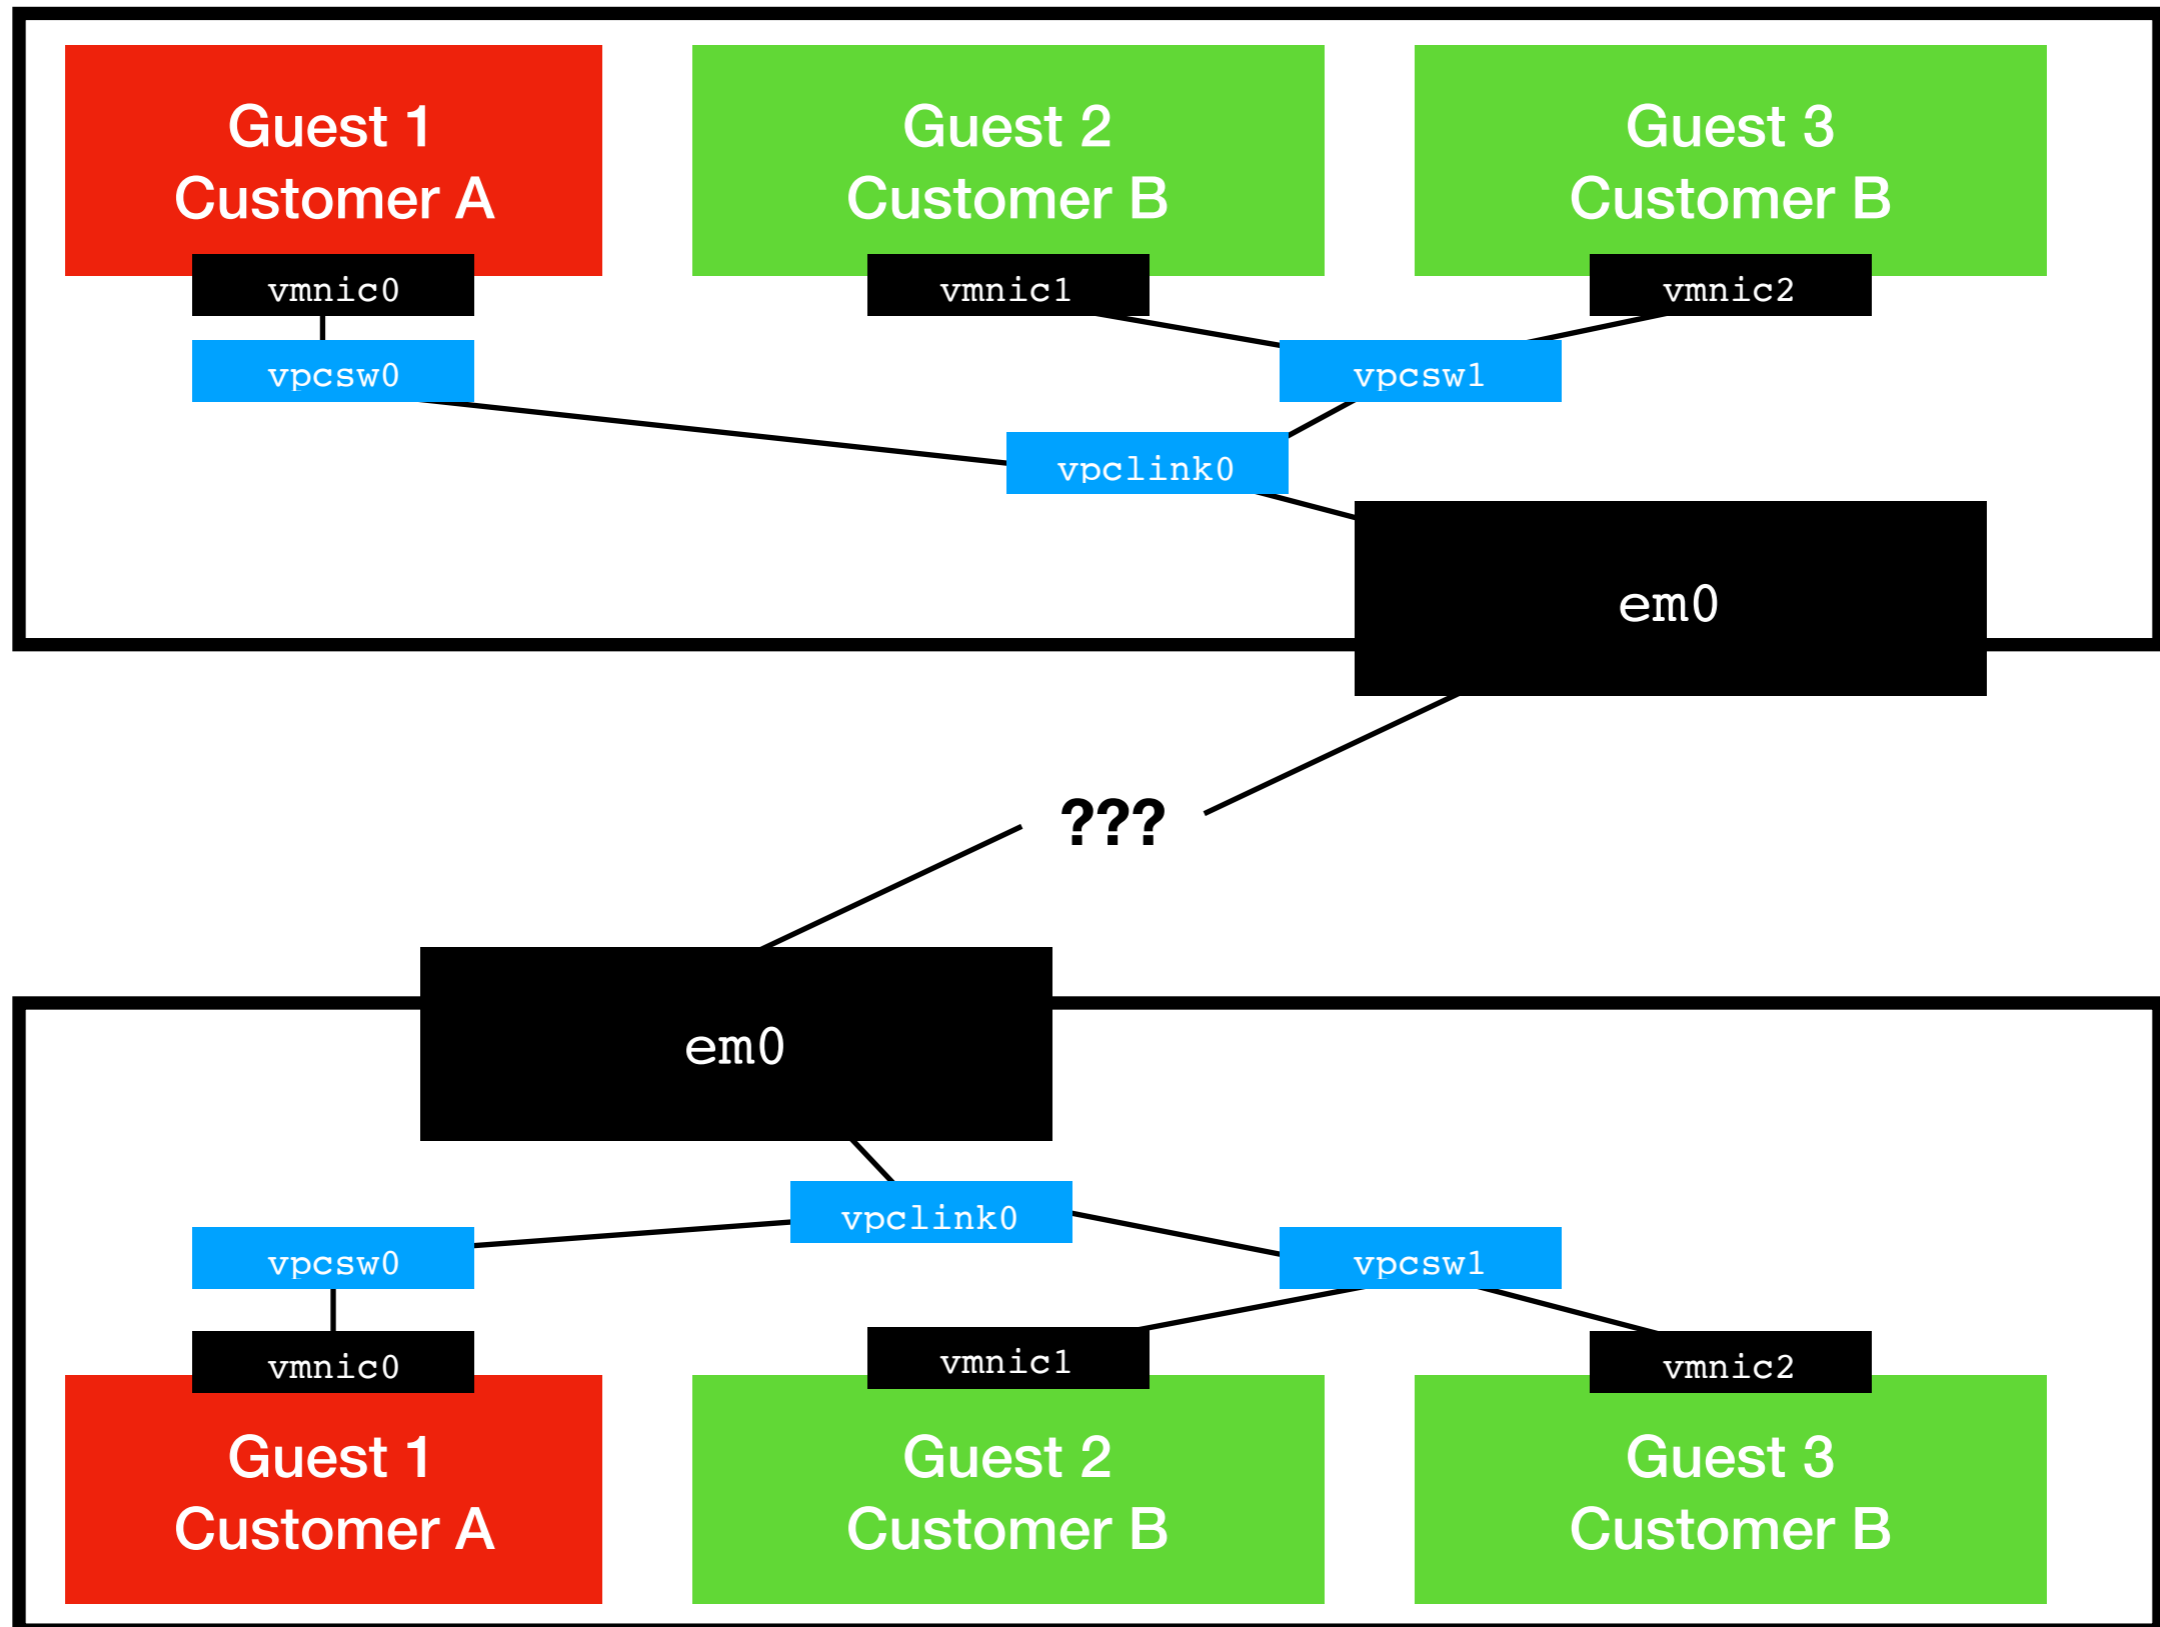 Guest 1
Customer A
Guest 2
Customer B
Guest 3
Customer B
vmnic0
vmnic1
vmnic2
vpcsw0
vpcsw1
vpclink0
em0
???
em0
vpclink0
vpcsw0
vpcsw1
vmnic0
vmnic1
vmnic2
Guest 1
Customer A
Guest 2
Customer B
Guest 3
Customer B